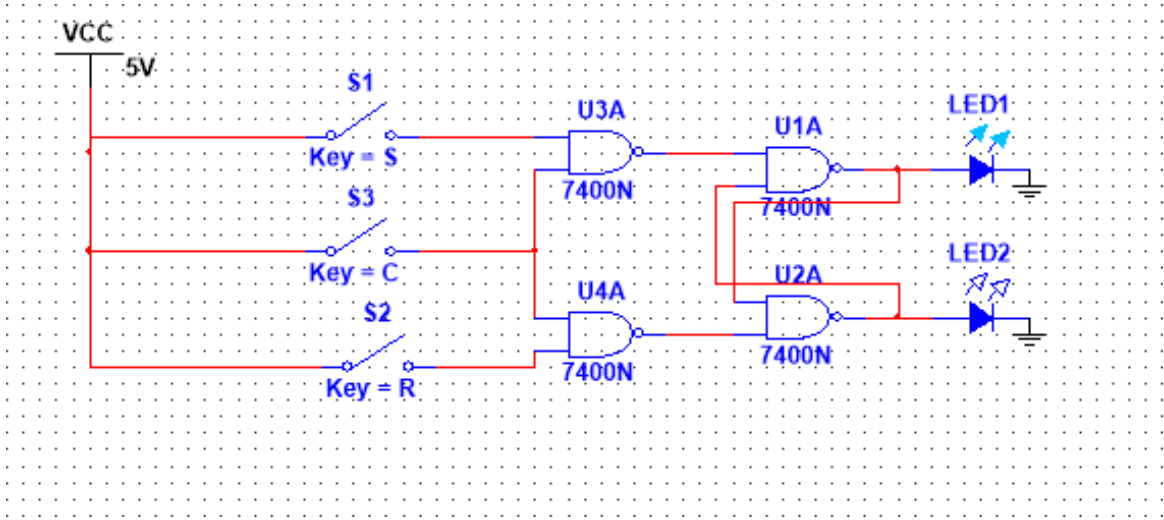 VCC
5V
S1
Key = S
U3A
7400N
U1A
7400N
LED1
S3
Key = C
S2
Key = R
U4A
7400N
U2A
7400N
LED2